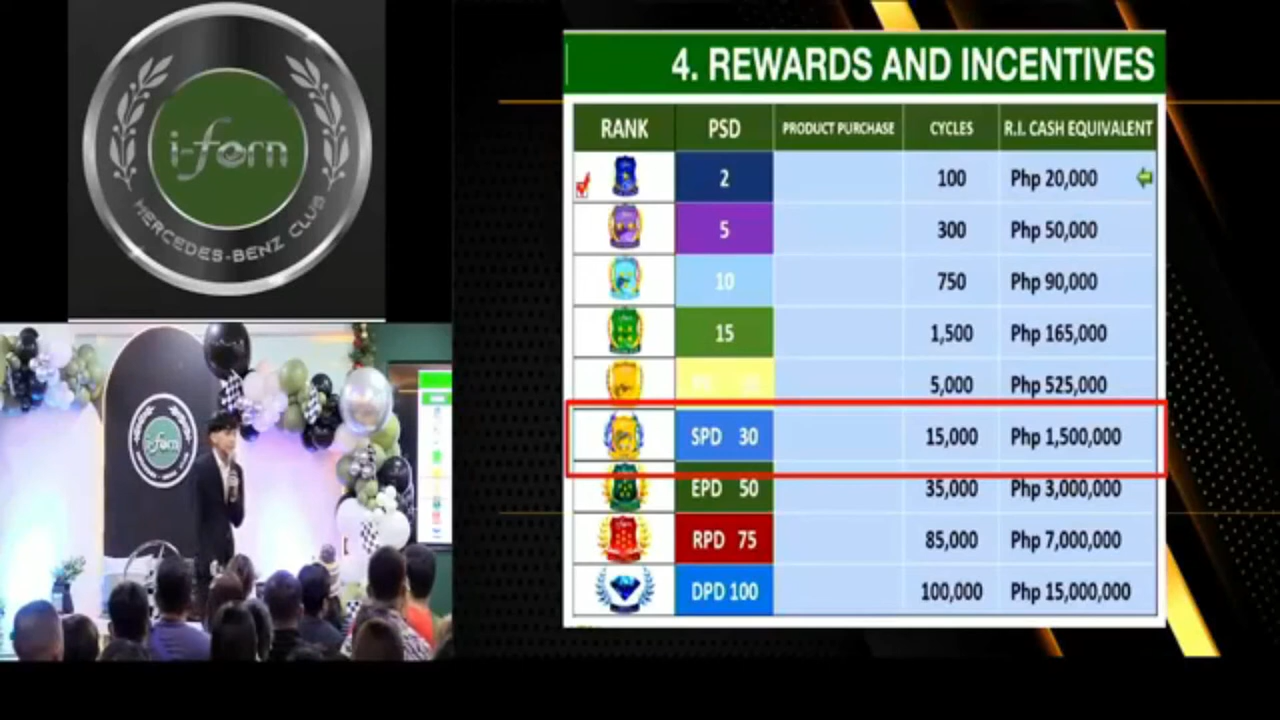 i-fern
MERCEDES-BENZ CLUB
i-fern
4. REWARDS AND INCENTIVES
RANK PSD PRODUCT PURCHASE CYCLES R.I. CASH EQUIVALENT
2 100 Php 20,000
5 300 Php 50,000
10 750 Php 90,000
15 1,500 Php 165,000
5,000 Php 525,000
SPD 30 15,000 Php 1,500,000
EPD 50 35,000 Php 3,000,000
RPD 75 85,000 Php 7,000,000
DPD 100 100,000 Php 15,000,000